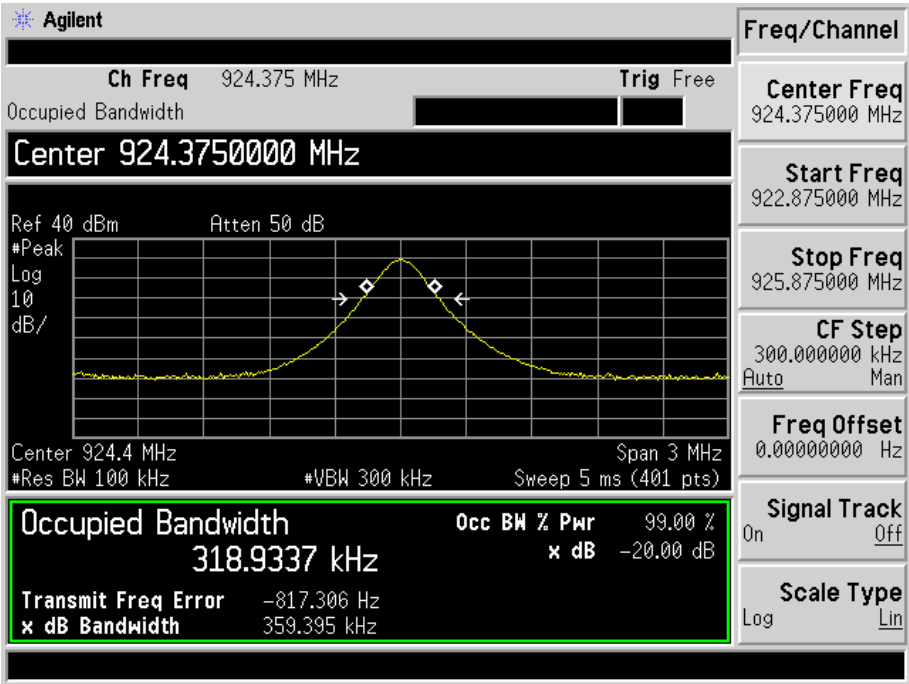 Agilent
Ch Freq 924.375 MHz Trig Free
Occupied Bandwidth
Center 924.3750000 MHz
Ref 40 dBm Atten 50 dB
#Peak
Log
10
dB/
Center 924.4 MHz Span 3 MHz
#Res BW 100 kHz #VBW 300 kHz Sweep 5 ms (401 pts)
Occupied Bandwidth
318.9337 kHz
Occ BW % Pwr 99.00 %
x dB -20.00 dB
Transmit Freq Error -817.306 Hz
x dB Bandwidth 359.395 kHz
Freq/Channel
Center Freq
924.375000 MHz
Start Freq
922.875000 MHz
Stop Freq
925.875000 MHz
CF Step
300.000000 kHz
Auto Man
Freq Offset
0.00000000 Hz
Signal Track
On Off
Scale Type
Log Lin